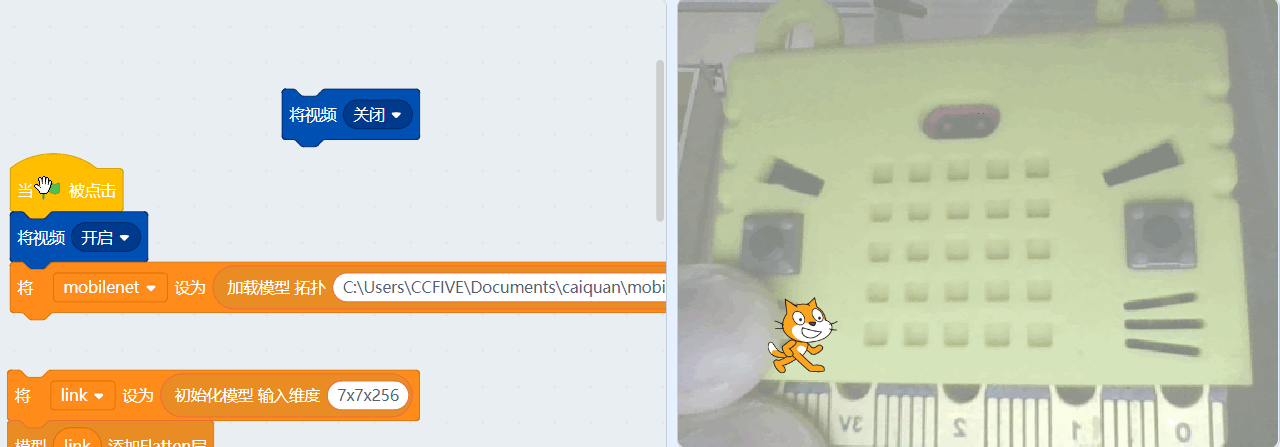 将视频 关闭
当 被点击
将视频 开启
将 mobilenet 设为 加载模型 拓扑 C:\Users\CCFIVE\Documents\caiquan\mobi
将 link 设为 初始化模型 输入维度 7x7x256
模型 link 添加Flatten层
3V 2 1 0